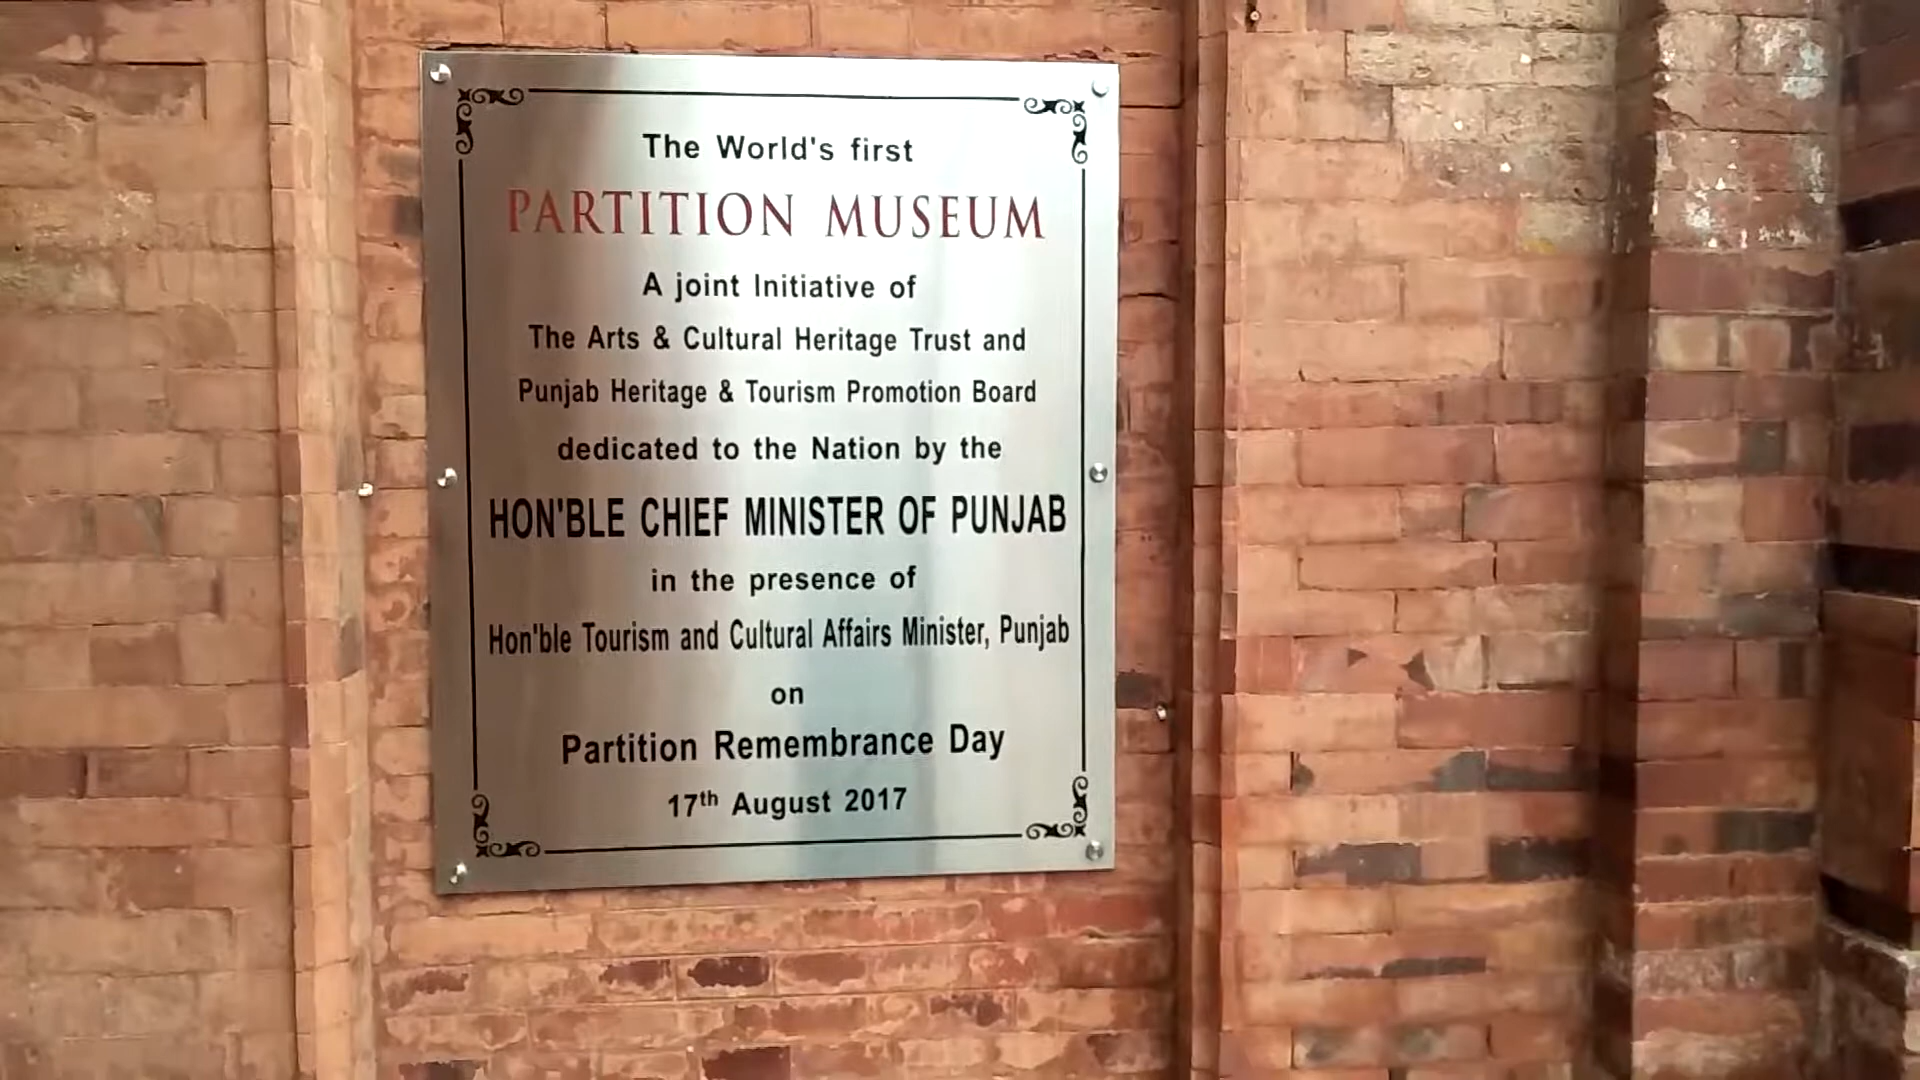 The World's first
PARTITION MUSEUM
A joint Initiative of
The Arts & Cultural Heritage Trust and
Punjab Heritage & Tourism Promotion Board
dedicated to the Nation by the
HON'BLE CHIEF MINISTER OF PUNJAB
in the presence of
Hon'ble Tourism and Cultural Affairs Minister, Punjab
on
Partition Remembrance Day
17th August 2017